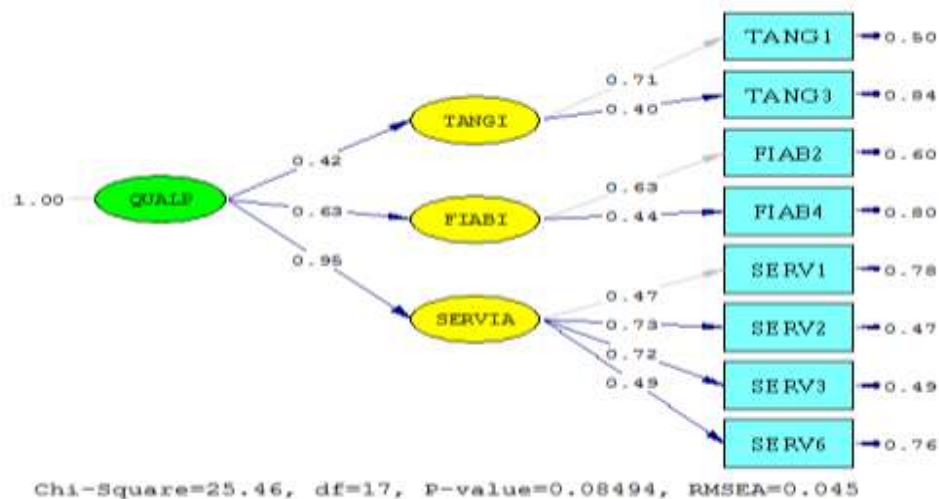 TANG1
0.50
0.71
TANG3
0.84
TANGI
0.40
FIAB2
0.60
0.42
0.63
1.00
QUALP
0.63
FIABI
0.44
FIAB4
0.80
0.95
SERV1
0.78
0.47
SERVIA
0.73
SERV2
0.47
0.72
0.49
SERV3
0.49
SERV6
0.76
Chi-Square=25.46, df=17, P-value=0.08494, RMSEA=0.045